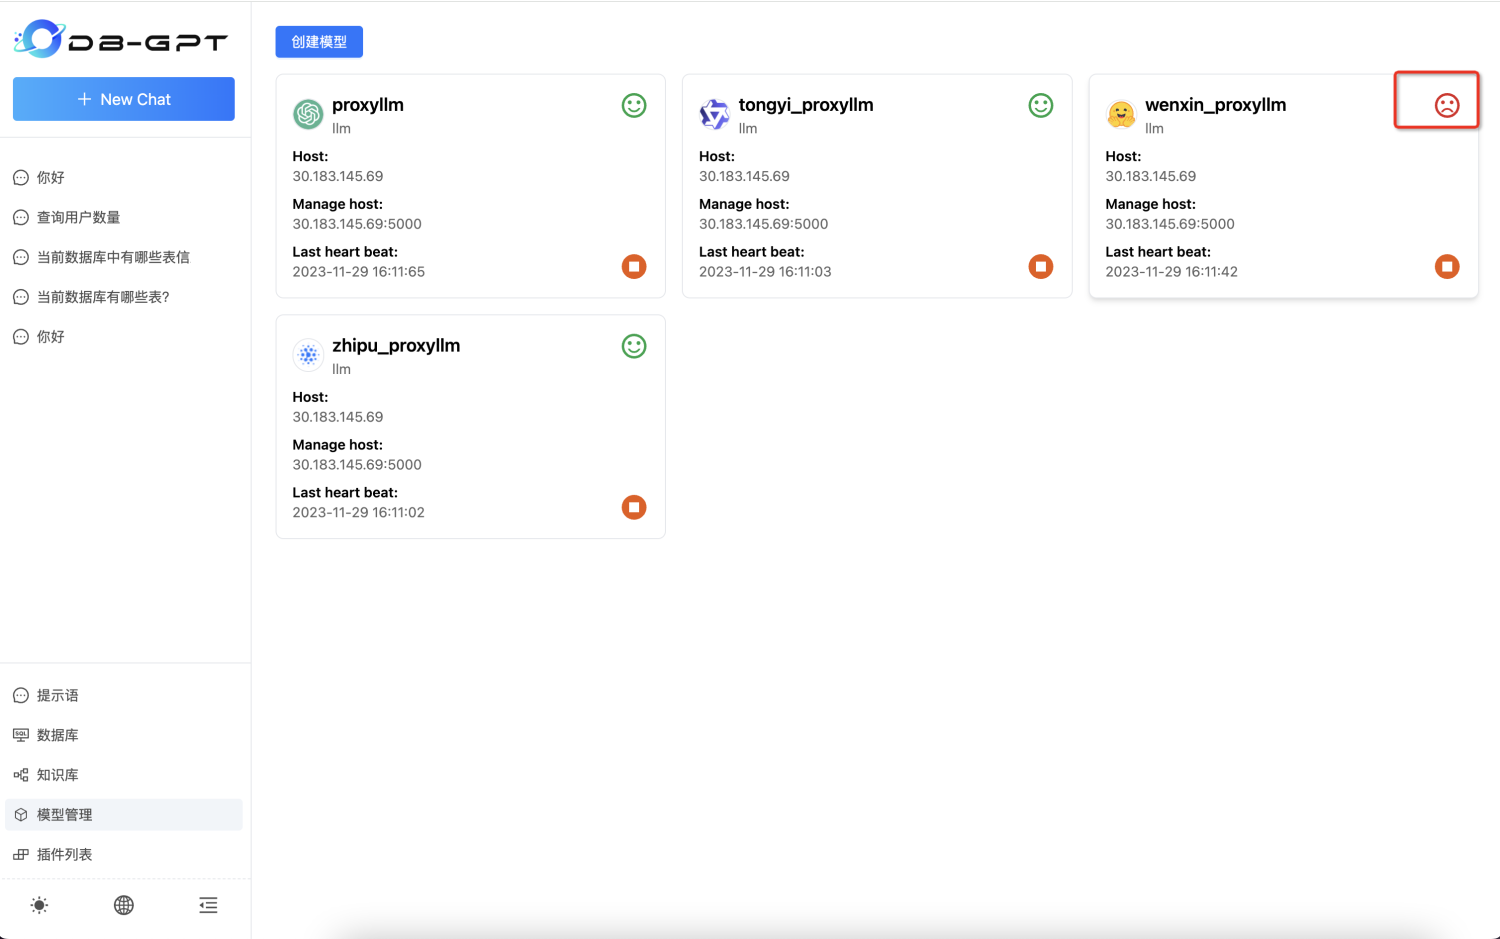 DB-GPT
+ New Chat
你好
查询用户数量
当前数据库中有哪些表信
当前数据库有哪些表?
你好
提示语
SQL 数据库
知识库
模型管理
插件列表
创建模型
proxyllm
llm
Host:
30.183.145.69
Manage host:
30.183.145.69:5000
Last heart beat:
2023-11-29 16:11:65
tongyi_proxyllm
llm
Host:
30.183.145.69
Manage host:
30.183.145.69:5000
Last heart beat:
2023-11-29 16:11:03
wenxin_proxyllm
llm
Host:
30.183.145.69
Manage host:
30.183.145.69:5000
Last heart beat:
2023-11-29 16:11:42
zhipu_proxyllm
llm
Host:
30.183.145.69
Manage host:
30.183.145.69:5000
Last heart beat:
2023-11-29 16:11:02